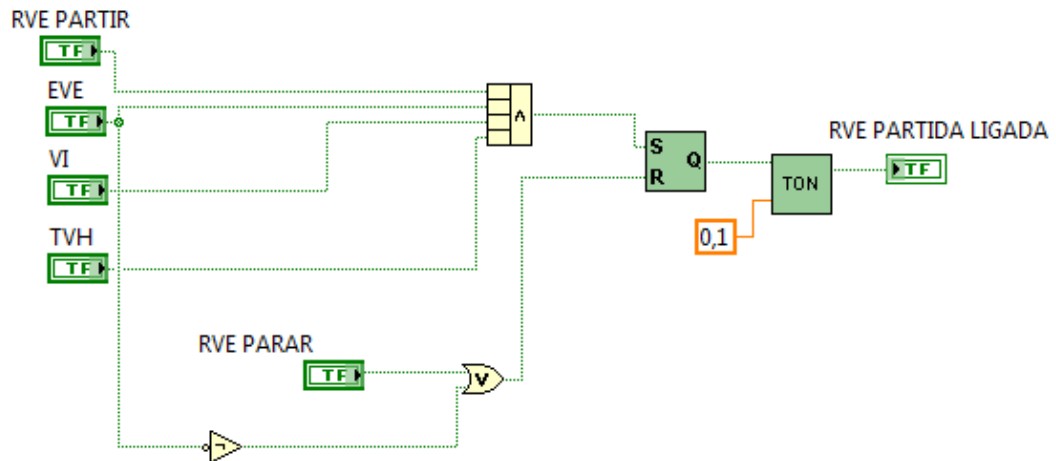 RVE PARTIR
TF
EVE
TF
VI
TF
TVH
TF
RVE PARAR
TF
V
¬
Λ
S Q
R
TON
0,1
RVE PARTIDA LIGADA
TF